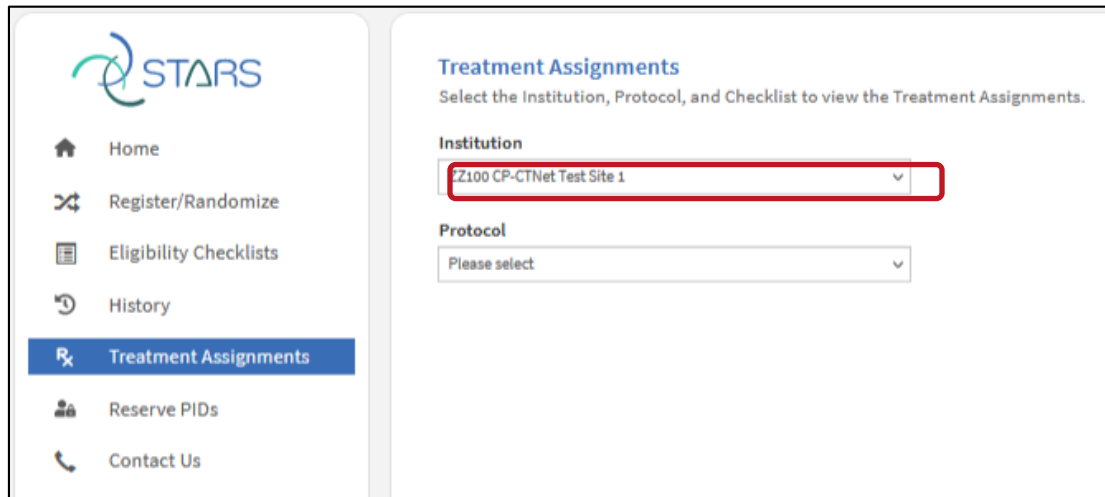 STARS
Home
Register/Randomize
Eligibility Checklists
History
Treatment Assignments
Reserve PIDs
Contact Us
Treatment Assignments
Select the Institution, Protocol, and Checklist to view the Treatment Assignments.
Institution
ZZ100 CP-CTNet Test Site 1
Protocol
Please select